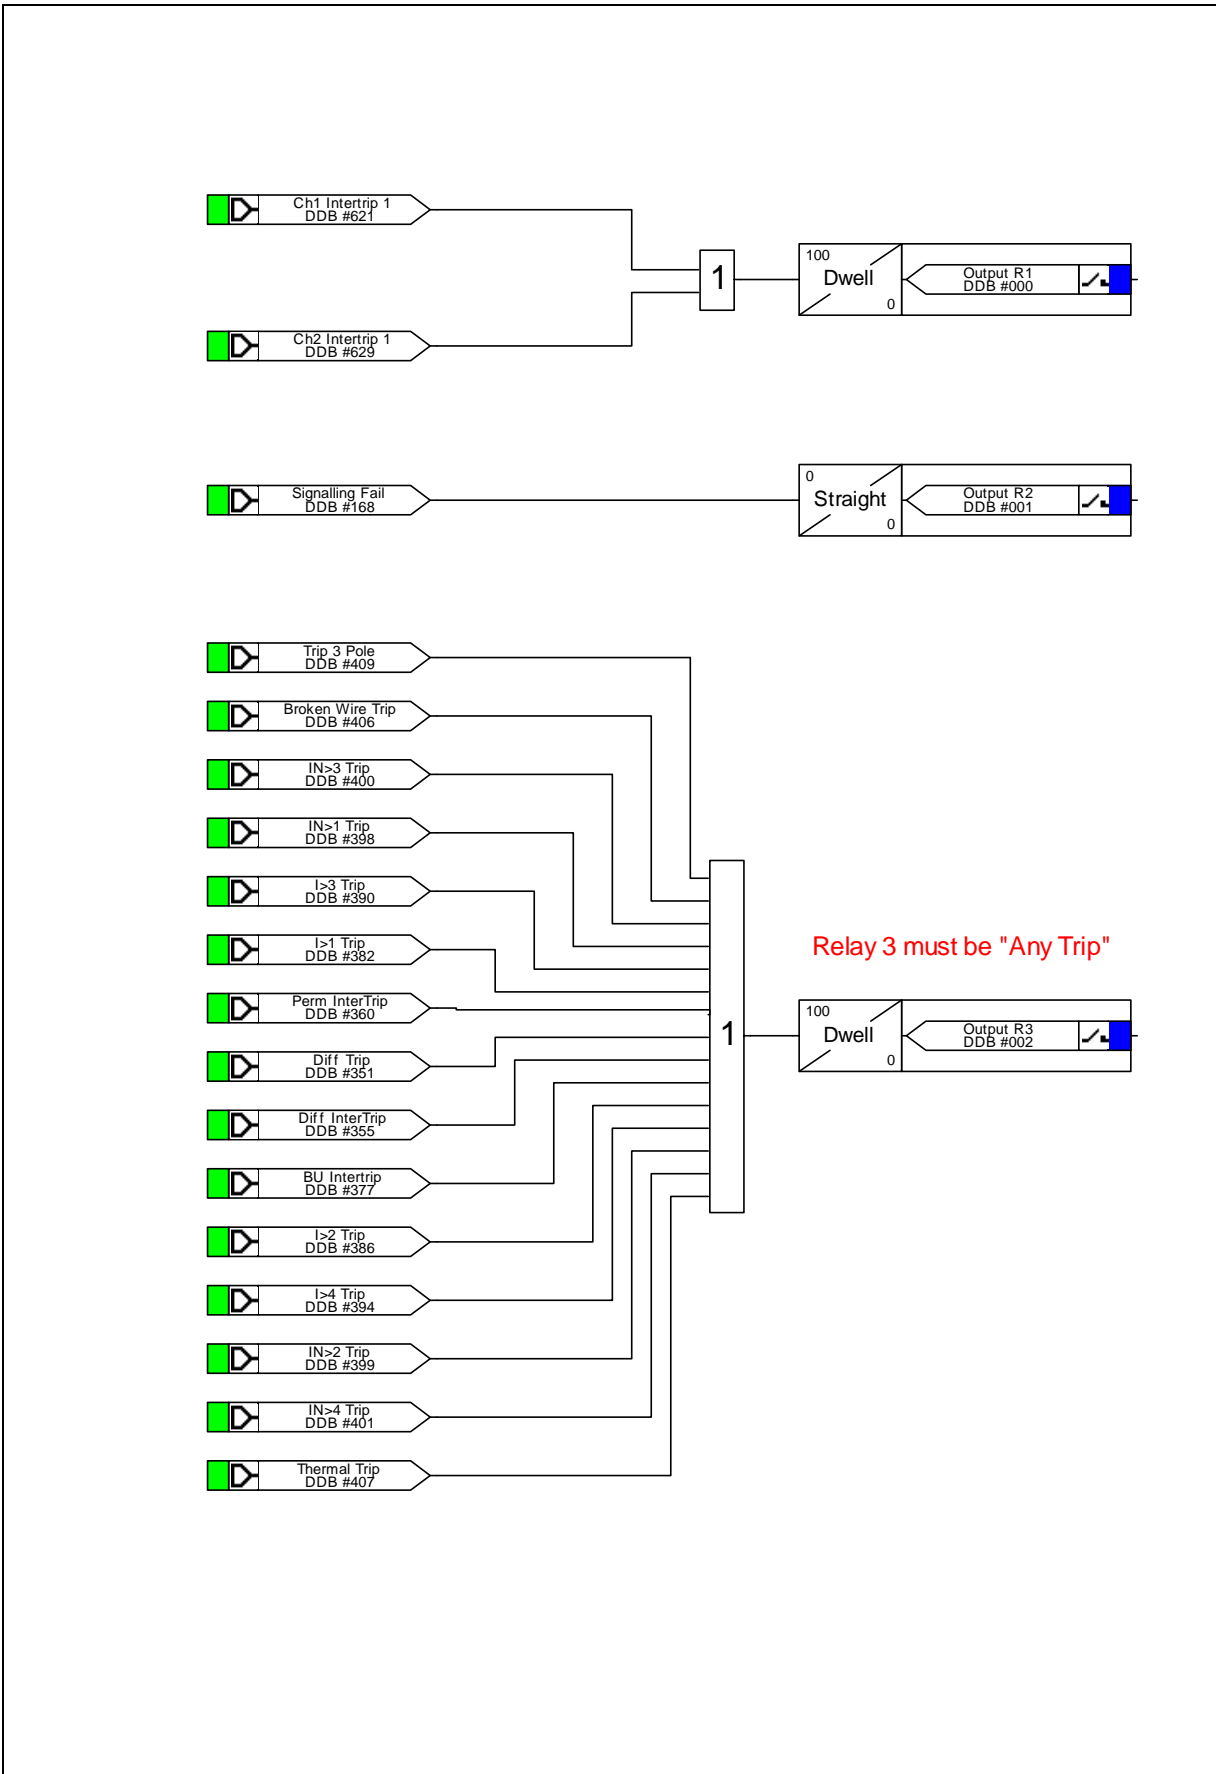 Ch1 Intertrip 1
DDB #621
1
100
Dwell
0
Output R1
DDB #000
Ch2 Intertrip 1
DDB #629
Signalling Fail
DDB #168
0
Straight
0
Output R2
DDB #001
Trip 3 Pole
DDB #409
Broken Wire Trip
DDB #406
IN>3 Trip
DDB #400
IN>1 Trip
DDB #398
I>3 Trip
DDB #390
I>1 Trip
DDB #382
Perm InterTrip
DDB #360
Diff Trip
DDB #351
Diff InterTrip
DDB #355
BU Intertrip
DDB #377
I>2 Trip
DDB #386
I>4 Trip
DDB #394
IN>2 Trip
DDB #399
IN>4 Trip
DDB #401
Thermal Trip
DDB #407
1
Relay 3 must be "Any Trip"
100
Dwell
0
Output R3
DDB #002